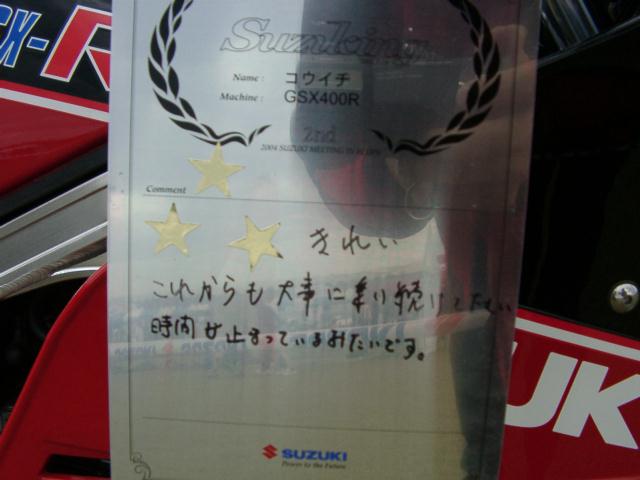 SX-R
Suzuking
Name : コウイチ
Machine : GSX400R
2nd
2004 SUZUKI MEETING IN
Comment
きれい
これからも大事に乗り続けて下さい
時間が止まっているみたいです。
SUZUKI
Power to the Future
UK